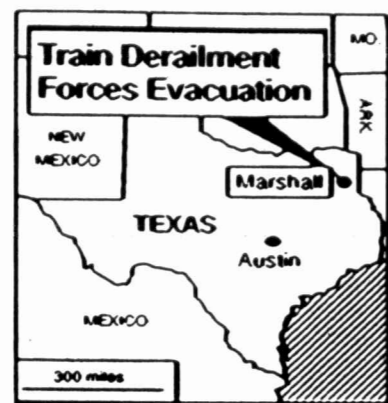 Train Derailment
Forces Evacuation
MO.
ARK.
NEW
MEXICO
Marshall
TEXAS
Austin
MEXICO
300 miles